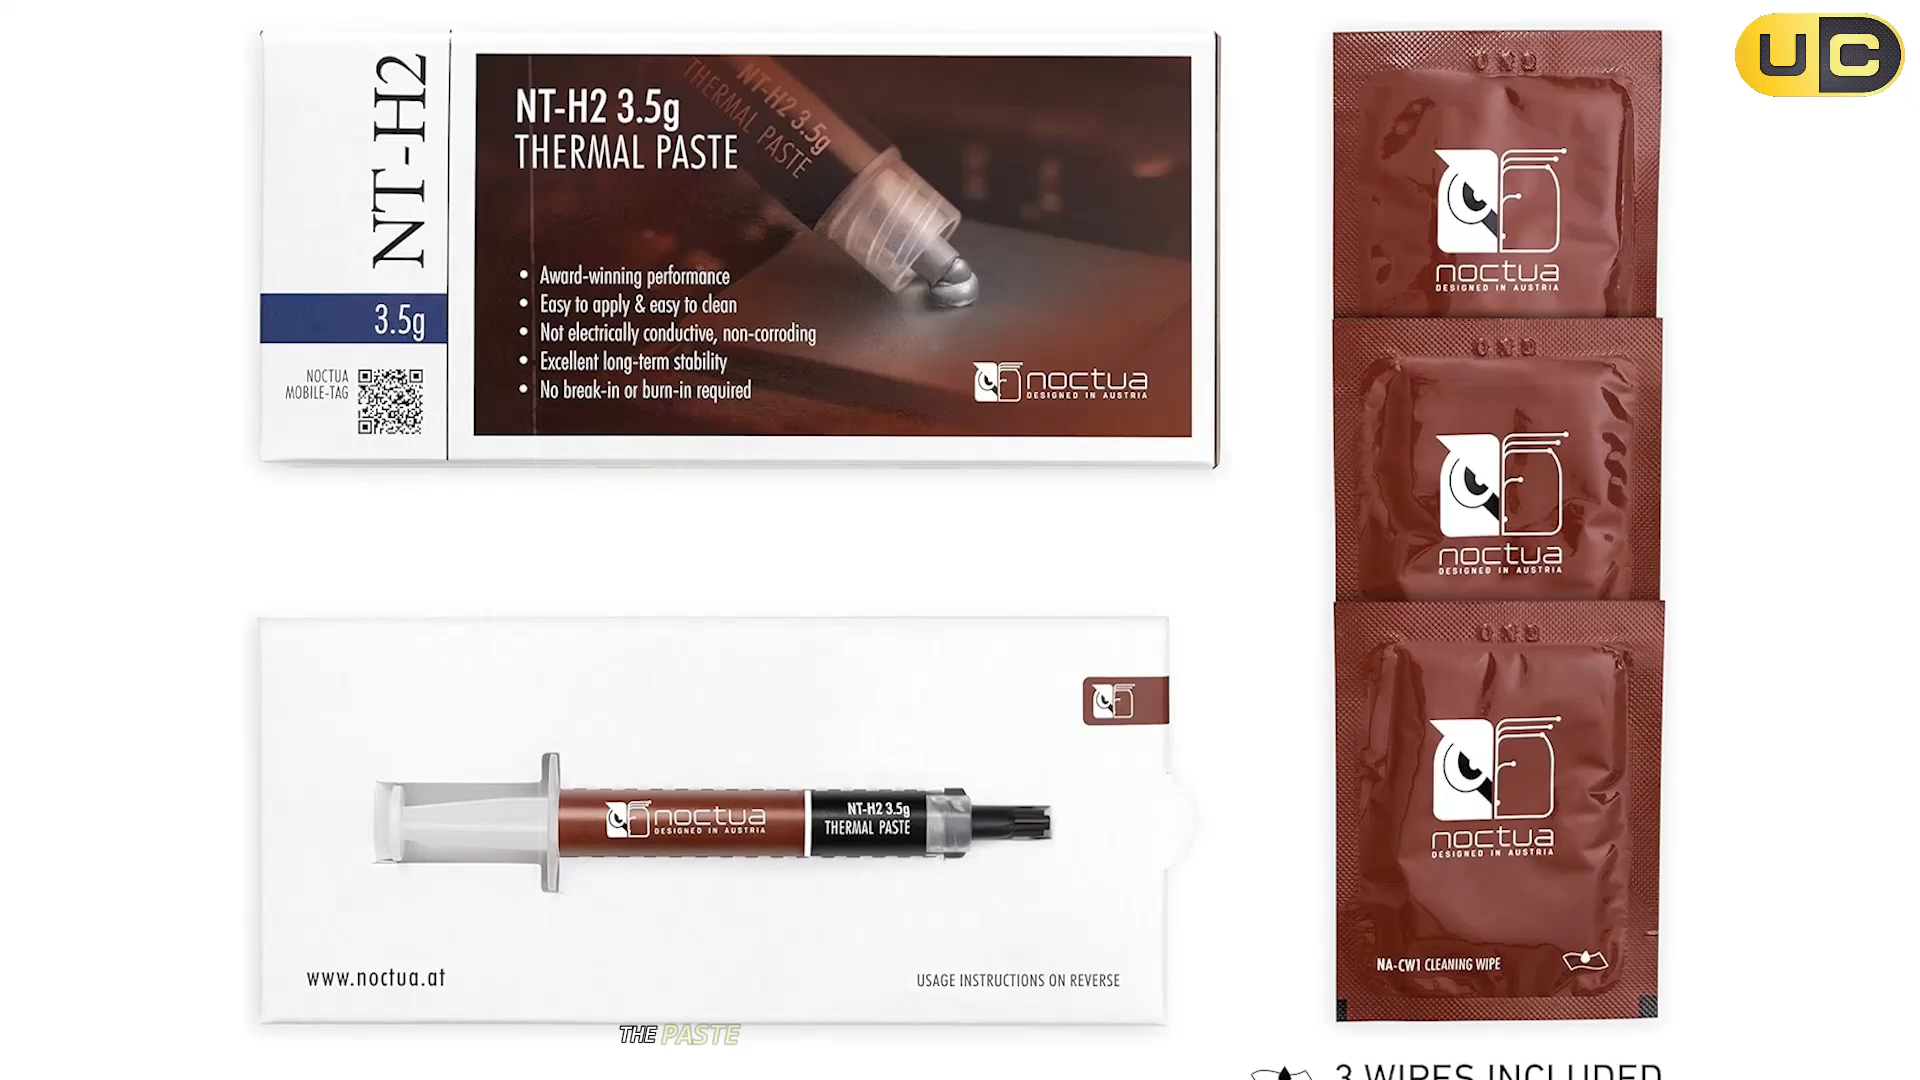 NT-H2
3.5g
NOCTUA
MOBILE-TAG
NT-H2 3.5g
THERMAL PASTE
NT-H2 3.5g
THERMAL PASTE
• Award-winning performance
• Easy to apply & easy to clean
• Not electrically conductive, non-corroding
• Excellent long-term stability
• No break-in or burn-in required
noctua
DESIGNED IN AUSTRIA
UC
noctua
DESIGNED IN AUSTRIA
noctua
DESIGNED IN AUSTRIA
noctua
DESIGNED IN AUSTRIA
NA-CW1 CLEANING WIPE
noctua
DESIGNED IN AUSTRIA
NT-H2 3.5g
THERMAL PASTE
www.noctua.at
USAGE INSTRUCTIONS ON REVERSE
THE PASTE
3 WIPES INCLUDED